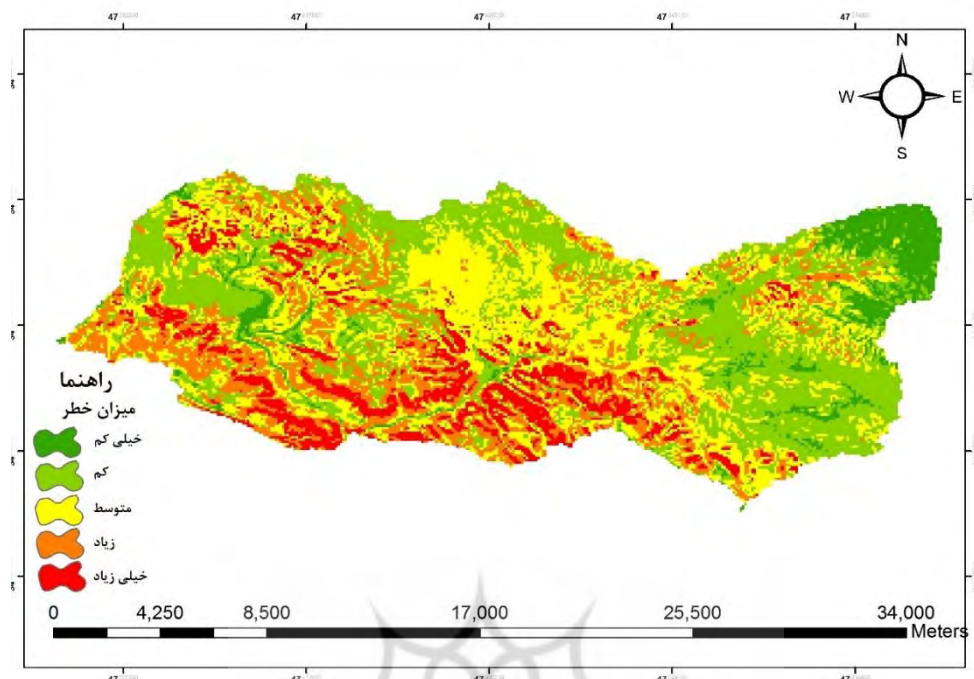 N
W E
S
راهنما
میزان خطر
خیلی کم
کم
متوسط
زیاد
خیلی زیاد
0 4,250 8,500 17,000 25,500 34,000
Meters